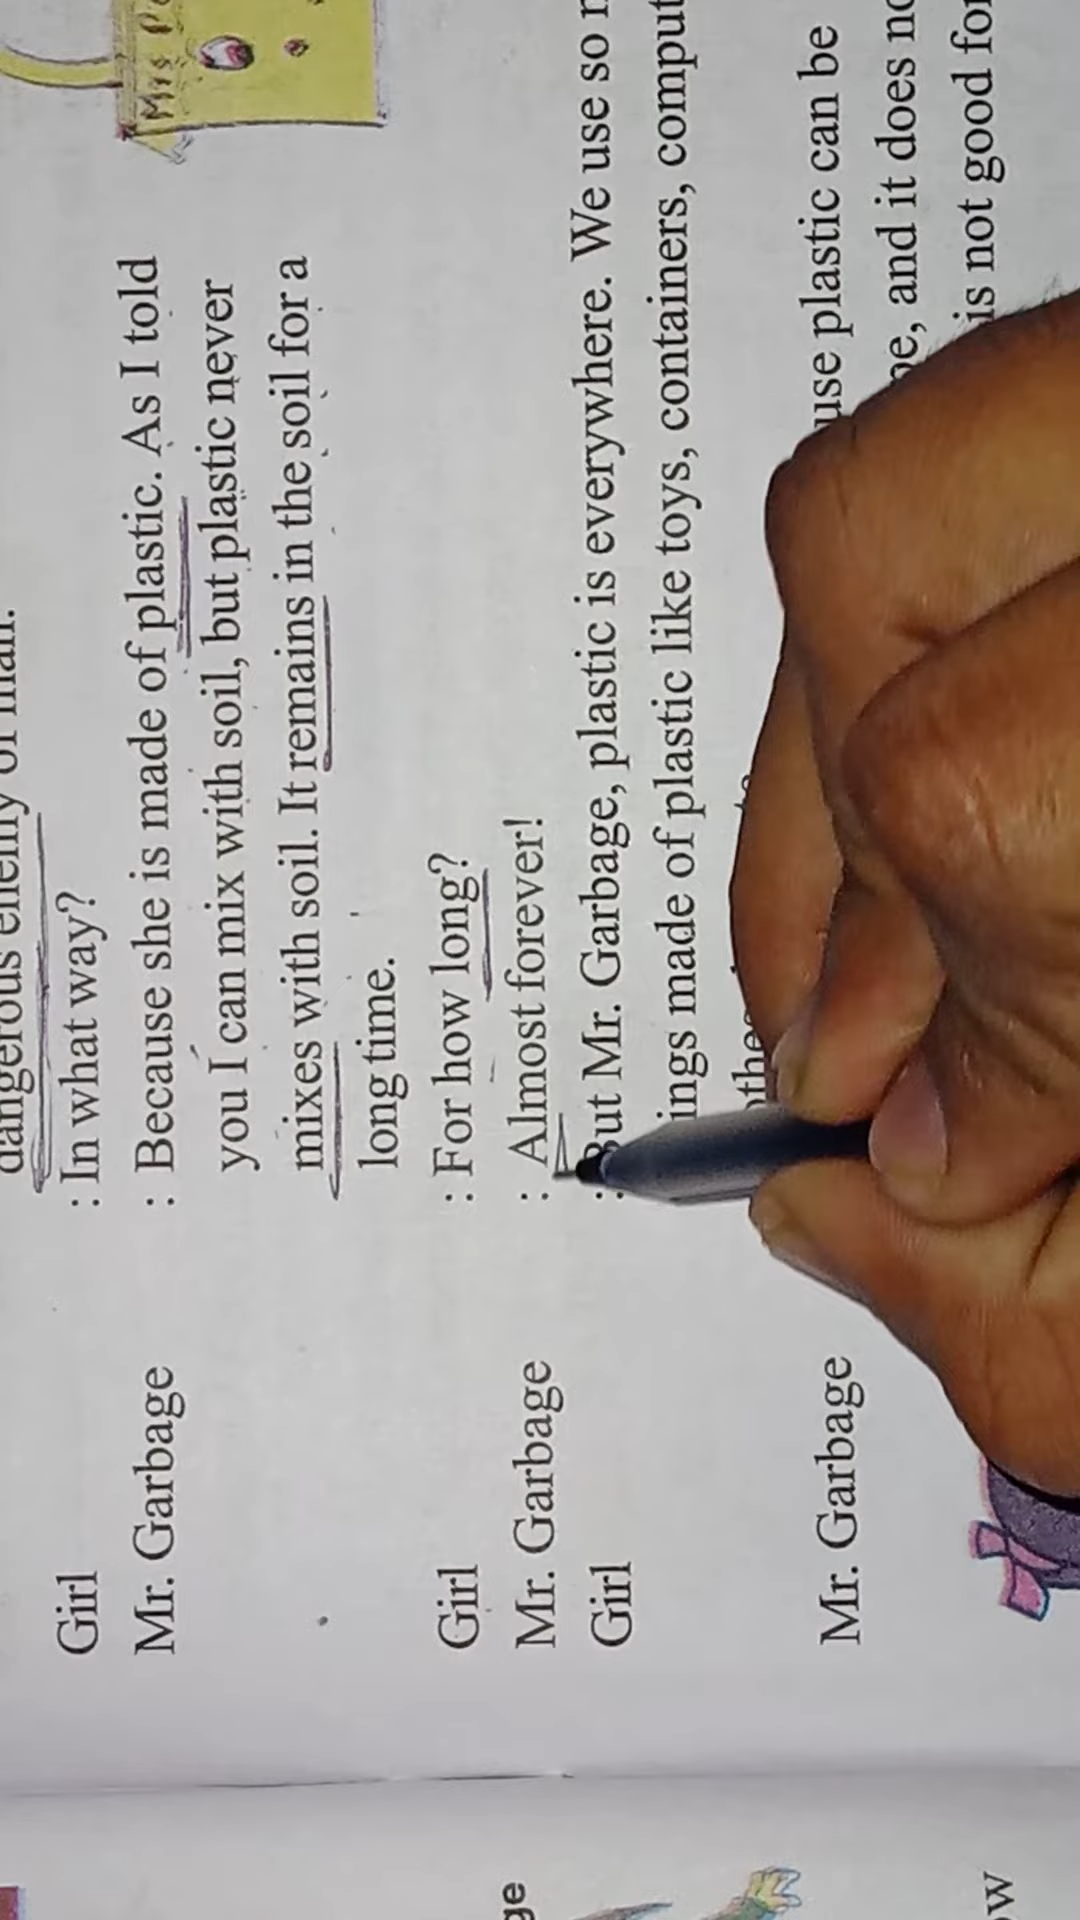 Mrs
dangerous enemy of man.
Girl : In what way?
Mr. Garbage : Because she is made of plastic. As I told
you I can mix with soil, but plastic never
mixes with soil. It remains in the soil for a
long time.
Girl : For how long?
Mr. Garbage : Almost forever!
Girl : But Mr. Garbage, plastic is everywhere. We use so
ings made of plastic like toys, containers, comput
Mr. Garbage use plastic can be
and it does
is not good for